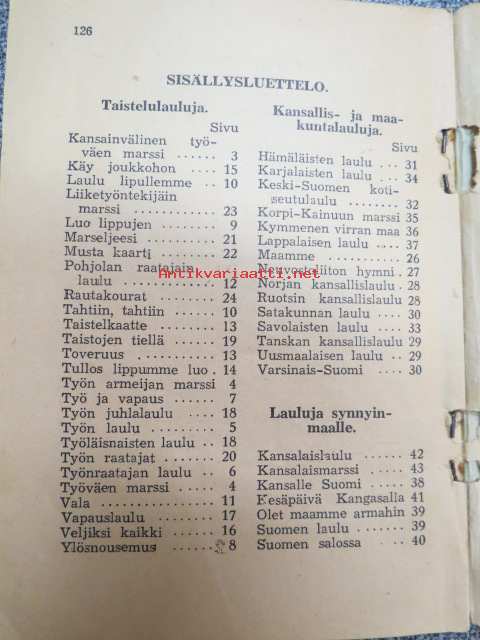 126
SISÄLLYSLUETTELO.
Taistelulauluja.
Sivu
Kansainvälinen työ-
väen marssi ...... 3
Käy joukkohon .... 15
Laulu lipullemme .. 10
Liiketyöntekijäin
marssi ............ 23
Luo lippujen ........ 9
Marseljeesi ........ 21
Musta kaarti ...... 22
Pohjolan raatajain
laulu ............. 12
Rautakourat ........ 24
Tahtiin, tahtiin .... 10
Taistelkaatte ...... 13
Taistojen tiellä .... 19
Toveruus ........... 13
Tullos lippumme luo . 14
Työn armeijan marssi 4
Työ ja vapaus ...... 7
Työn juhlalaulu .... 18
Työn laulu ......... 5
Työläisnaisten laulu .. 18
Työn raatajat ...... 20
Työnraatajan laulu .. 6
Työväen marssi ..... 4
Vala ............... 11
Vapauslaulu ....... 17
Veljiksi kaikki .... 16
Ylösnousemus ...... 8
Kansallis- ja maa-
kuntalauluja.
Sivu
Hämäläisten laulu ... 31
Karjalaisten laulu .. 34
Keski-Suomen koti-
seutulaulu ........ 32
Korpi-Kainuun marssi 35
Kymmenen virran maa 36
Lappalaisen laulu .... 37
Maamme ........... 26
Neuvostoliiton hymni . 27
Norjan kansallislaulu . 28
Ruotsin kansallislaulu 28
Satakunnan laulu .... 30
Savolaisten laulu .... 33
Tanskan kansallislaulu 29
Uusmaalaisen laulu .. 29
Varsinais-Suomi .... 30
Lauluja synnyin-
maalle.
Kansalaislaulu ..... 42
Kansalaismarssi .... 43
Kansalle Suomi .... 38
Kesäpäivä Kangasalla 41
Olet maamme armahin 39
Suomen laulu ....... 39
Suomen salossa .... 40
Antikvariaatti.net